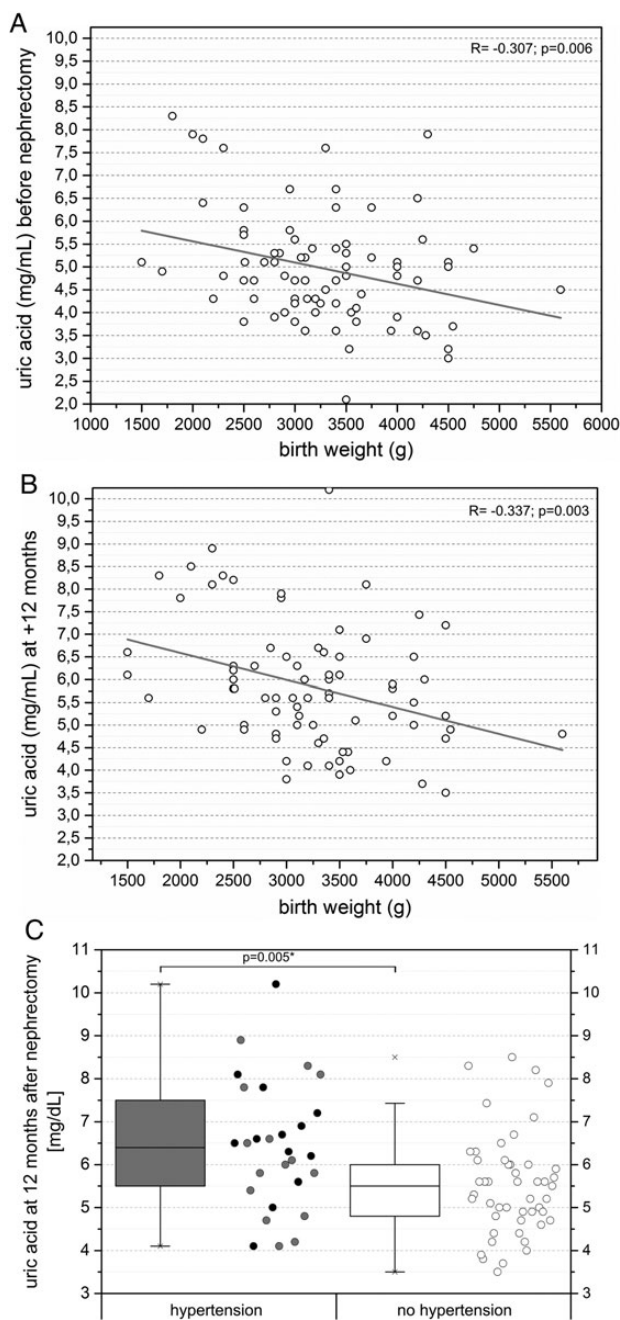 A
R= -0.307; p=0.006
uric acid (mg/mL) before nephrectomy
10,0
9,5
9,0
8,5
8,0
7,5
7,0
6,5
6,0
5,5
5,0
4,5
4,0
3,5
3,0
2,5
2,0
1000 1500 2000 2500 3000 3500 4000 4500 5000 5500 6000
birth weight (g)
B
R= -0.337; p=0.003
uric acid (mg/mL) at +12 months
10,0
9,5
9,0
8,5
8,0
7,5
7,0
6,5
6,0
5,5
5,0
4,5
4,0
3,5
3,0
2,5
2,0
1500 2000 2500 3000 3500 4000 4500 5000 5500
birth weight (g)
C
p=0.005*
uric acid at 12 months after nephrectomy
[mg/dL]
11 11
10 10
9 9
8 8
7 7
6 6
5 5
4 4
3 3
hypertension no hypertension